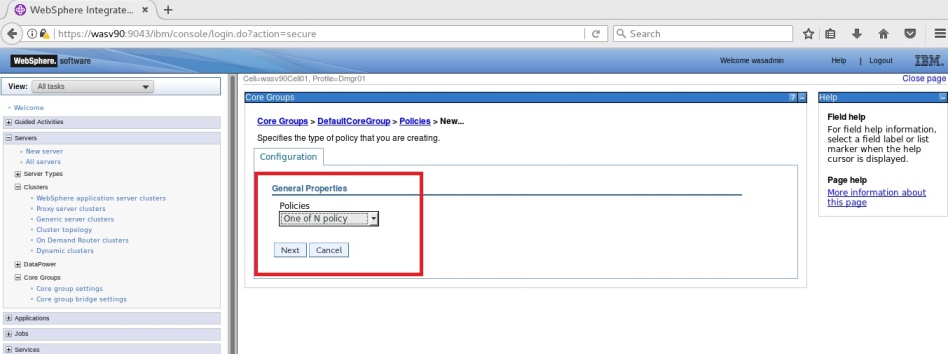 WebSphere Integrate...
https://wasv90:9043/ibm/console/login.do?action=secure
Search
WebSphere. software
Welcome wasadmin
Help | Logout
IBM.
View: All tasks
Cell=wasv90Cell01, Profile=Dmgr01
Close page
Welcome
Guided Activities
Servers
New server
All servers
Server Types
Clusters
WebSphere application server clusters
Proxy server clusters
Generic server clusters
Cluster topology
On Demand Router clusters
Dynamic clusters
DataPower
Core Groups
Core group settings
Core group bridge settings
Applications
Jobs
Services
Core Groups
Core Groups > DefaultCoreGroup > Policies > New...
Specifies the type of policy that you are creating.
Configuration
General Properties
Policies
One of N policy
Next
Cancel
Help
Field help
For field help information,
select a field label or list
marker when the help
cursor is displayed.
Page help
More information about
this page